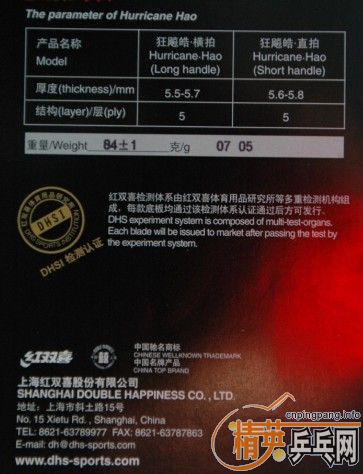 The parameter of Hurricane Hao
产品名称 狂飚皓·横拍 狂飚皓·直拍
Model Hurricane·Hao Hurricane·Hao
(Long handle) (Short handle)
厚度(thickness)/mm 5.5-5.7 5.6-5.8
结构(layer)/层(ply) 5 5
重量/Weight 84±1 克/g 07 05
DHSI
DHSI 检测认证
红双喜检测体系由红双喜体育用品研究所等多重检测机构组
成，每款底板均通过该检测体系认证通过后方可发行。
DHS experiment system is composed of multi-test-organs.
Each blade will be issued to market after passing the test by
the experiment system.
红双喜
中国驰名商标
CHINESE WELLKNOWN TRADEMARK
中国名牌产品
CHINA TOP BRAND
上海红双喜股份有限公司
SHANGHAI DOUBLE HAPPINESS CO., LTD.
地址：上海市斜土路15号
No. 15 Xietu Rd., Shanghai, China
TEL: 8621-63789977 FAX: 8621-63787863
E-mail: dh@dhs-sports.com
www.dhs-sports.com
cnpingpang.info
精英乒乓网